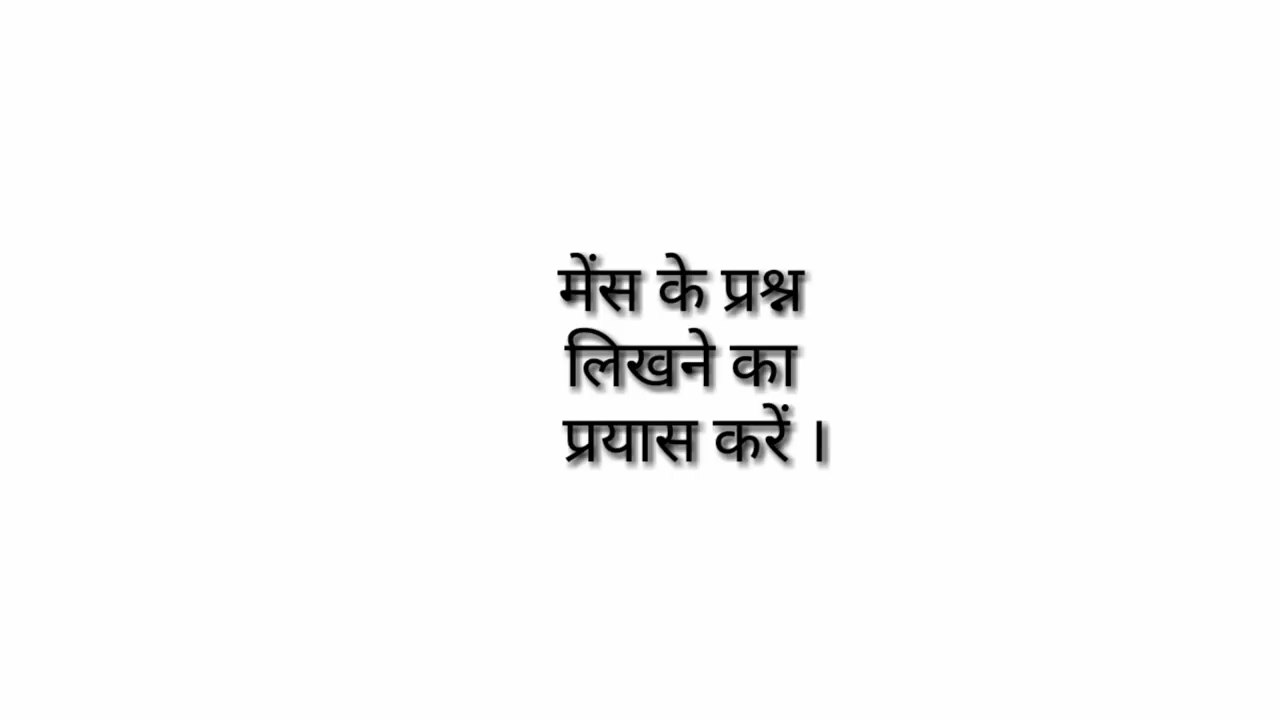 मेंस के प्रश्न
लिखने का
प्रयास करें ।